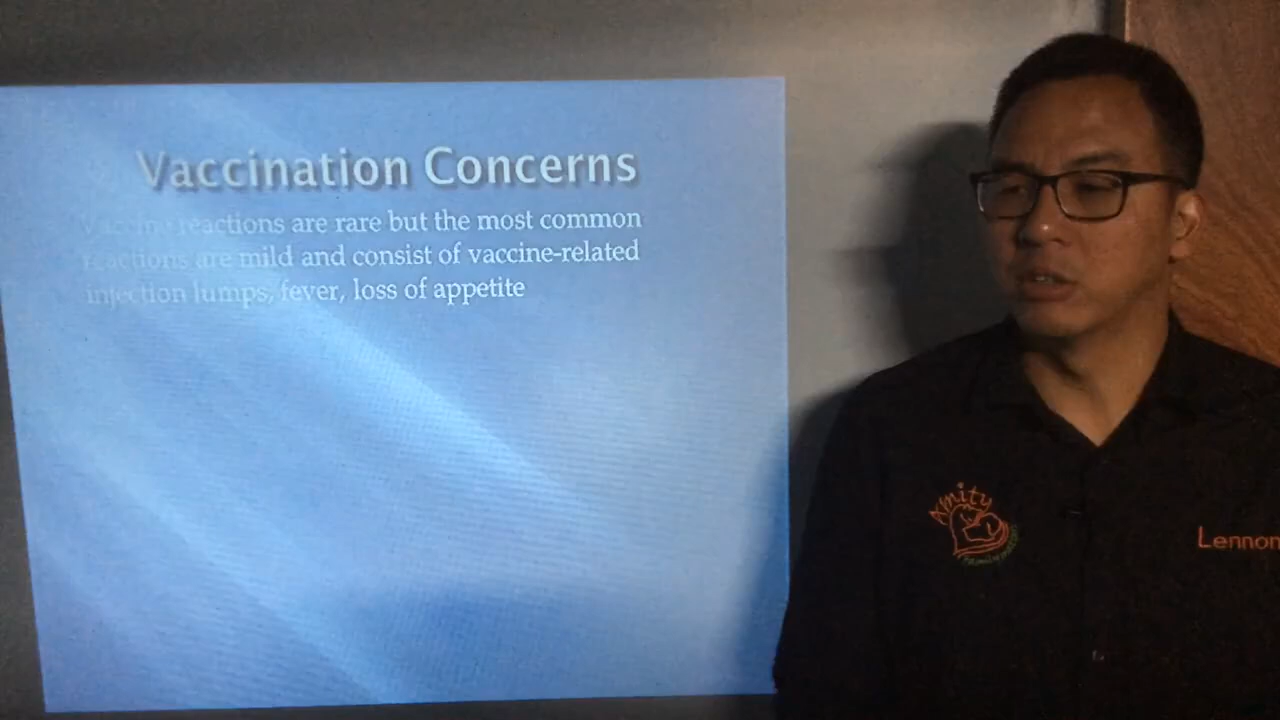 Vaccination Concerns
Vaccine reactions are rare but the most common
reactions are mild and consist of vaccine-related
injection lumps, fever, loss of appetite
Amity
Lennon